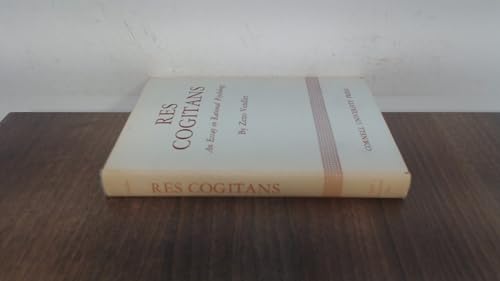 RES
COGITANS
An Essay in Rational Psychology
By Zeno Vendler
CORNELL UNIVERSITY PRESS
RES COGITANS